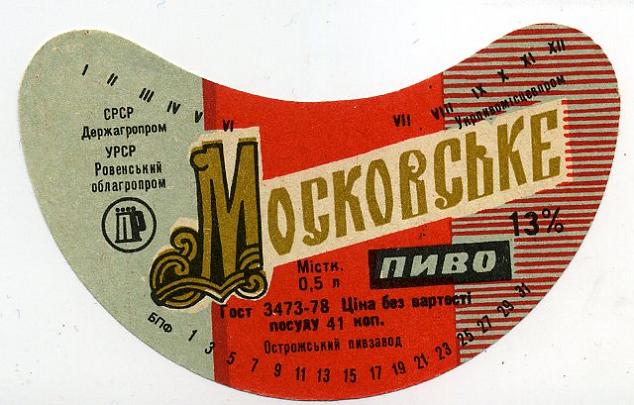 I II III IV V VI VII VIII IX X XI XII
СРСР
Держагропром
УРСР
Ровенський
облагропром
Укрпивомісцевпром
Московське
13%
пиво
Містк.
0,5 л
Гост 3473-78 Ціна без вартості
посуду 41 коп.
Острожський пивзавод
БПФ 1 3 5 7 9 11 13 15 17 19 21 23 25 27 29 31